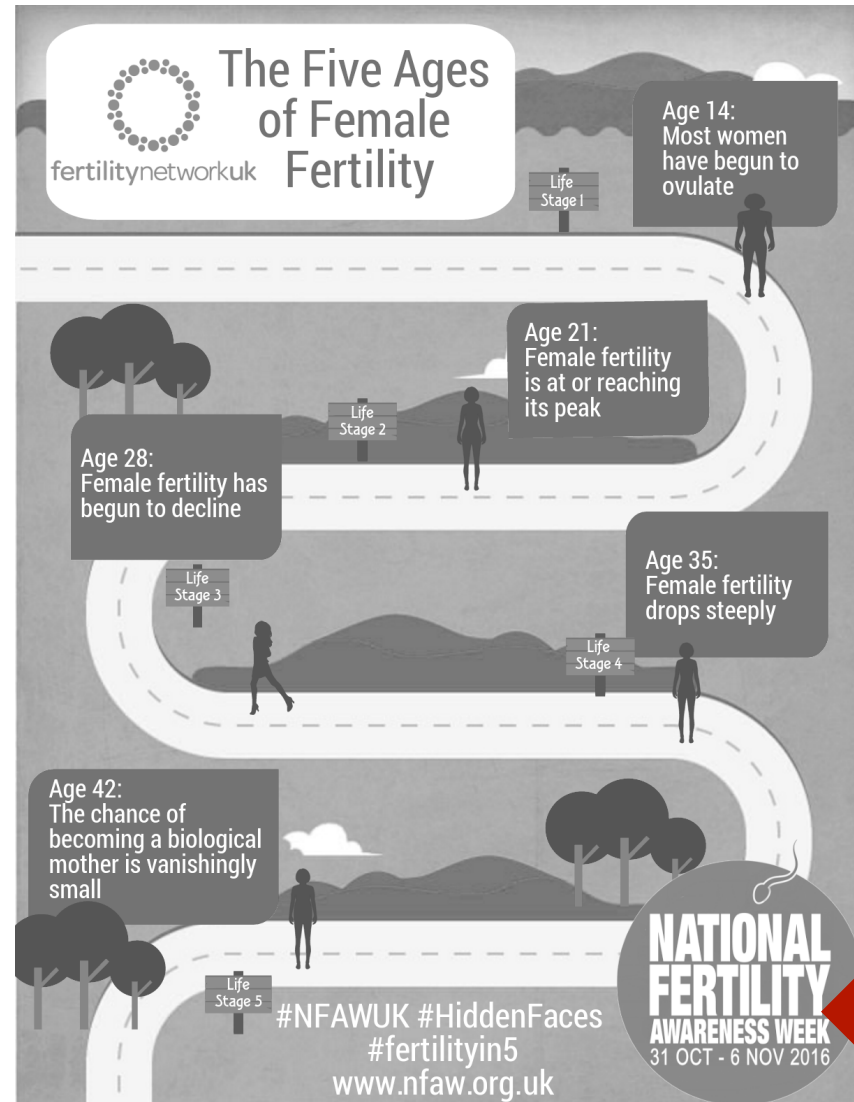 The Five Ages
of Female
Fertility
fertilitynetworkuk
Age 14:
Most women
have begun to
ovulate
Life
Stage 1
Age 21:
Female fertility
is at or reaching
its peak
Life
Stage 2
Age 28:
Female fertility has
begun to decline
Life
Stage 3
Age 35:
Female fertility
drops steeply
Life
Stage 4
Age 42:
The chance of
becoming a biological
mother is vanishingly
small
Life
Stage 5
#NFAWUK #HiddenFaces
#fertilityin5
www.nfaw.org.uk
NATIONAL
FERTILITY
AWARENESS WEEK
31 OCT - 6 NOV 2016